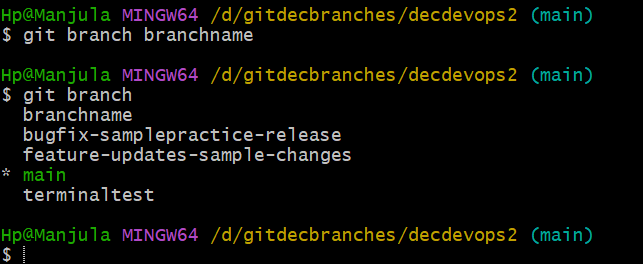 Hp@Manjula MINGW64 /d/gitdecbranches/decdevops2 (main)
$ git branch branchname
Hp@Manjula MINGW64 /d/gitdecbranches/decdevops2 (main)
$ git branch
branchname
bugfix-samplepractice-release
feature-updates-sample-changes
* main
terminaltest
Hp@Manjula MINGW64 /d/gitdecbranches/decdevops2 (main)
$